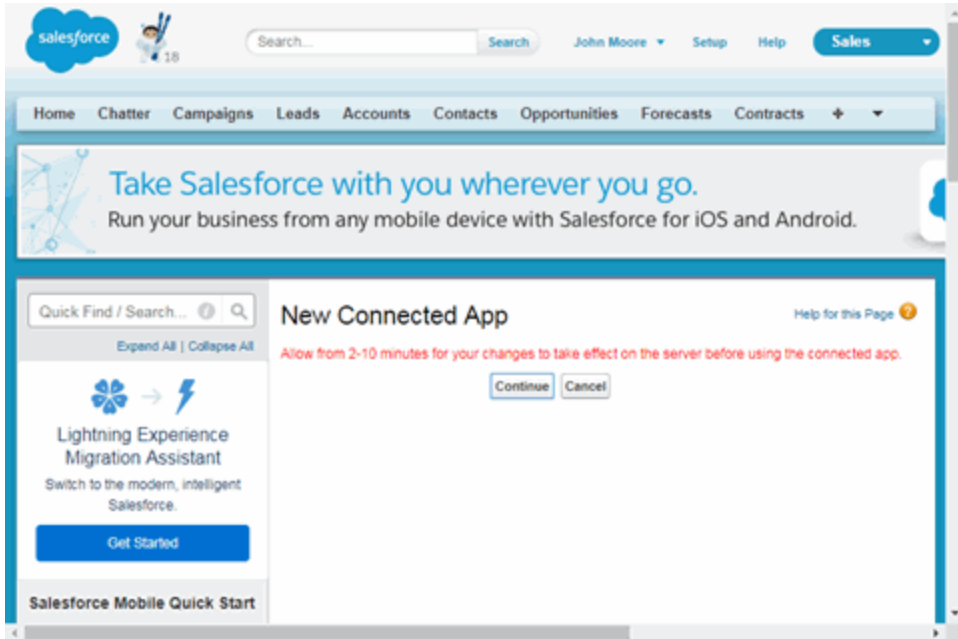 salesforce
18
Search...
Search
John Moore
Setup
Help
Sales
Home Chatter Campaigns Leads Accounts Contacts Opportunities Forecasts Contracts +
Take Salesforce with you wherever you go.
Run your business from any mobile device with Salesforce for iOS and Android.
Quick Find / Search...
Expand All | Collapse All
Lightning Experience
Migration Assistant
Switch to the modern, intelligent
Salesforce.
Get Started
Salesforce Mobile Quick Start
New Connected App
Help for this Page
Allow from 2-10 minutes for your changes to take effect on the server before using the connected app.
Continue Cancel